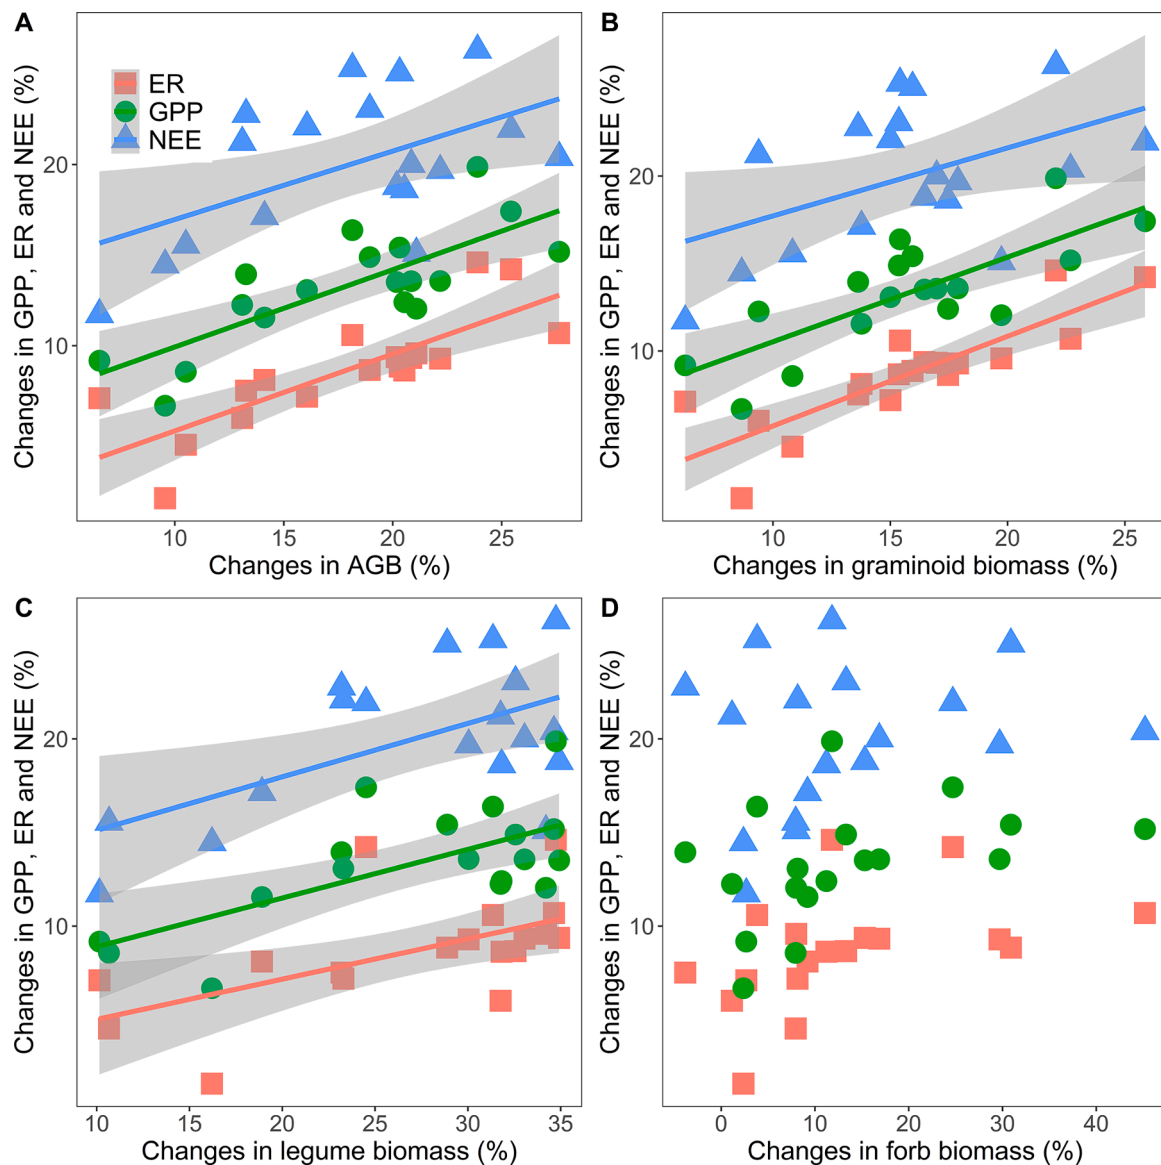 A
Changes in GPP, ER and NEE (%)
ER
GPP
NEE
20
10
10
15
20
25
Changes in AGB (%)
B
Changes in GPP, ER and NEE (%)
20
10
10
15
20
25
Changes in graminoid biomass (%)
C
Changes in GPP, ER and NEE (%)
20
10
10
15
20
25
30
35
Changes in legume biomass (%)
D
Changes in GPP, ER and NEE (%)
20
10
0
10
20
30
40
Changes in forb biomass (%)